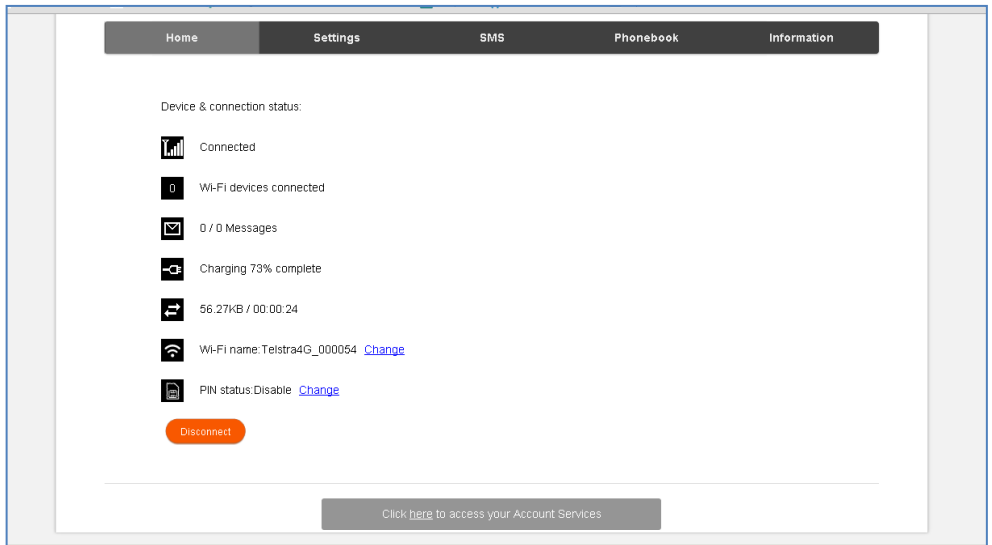 Home Settings SMS Phonebook Information
Device & connection status:
Connected
0 Wi-Fi devices connected
0 / 0 Messages
Charging 73% complete
56.27KB / 00:00:24
Wi-Fi name:Telstra4G_000054 Change
PIN status:Disable Change
Disconnect
Click here to access your Account Services